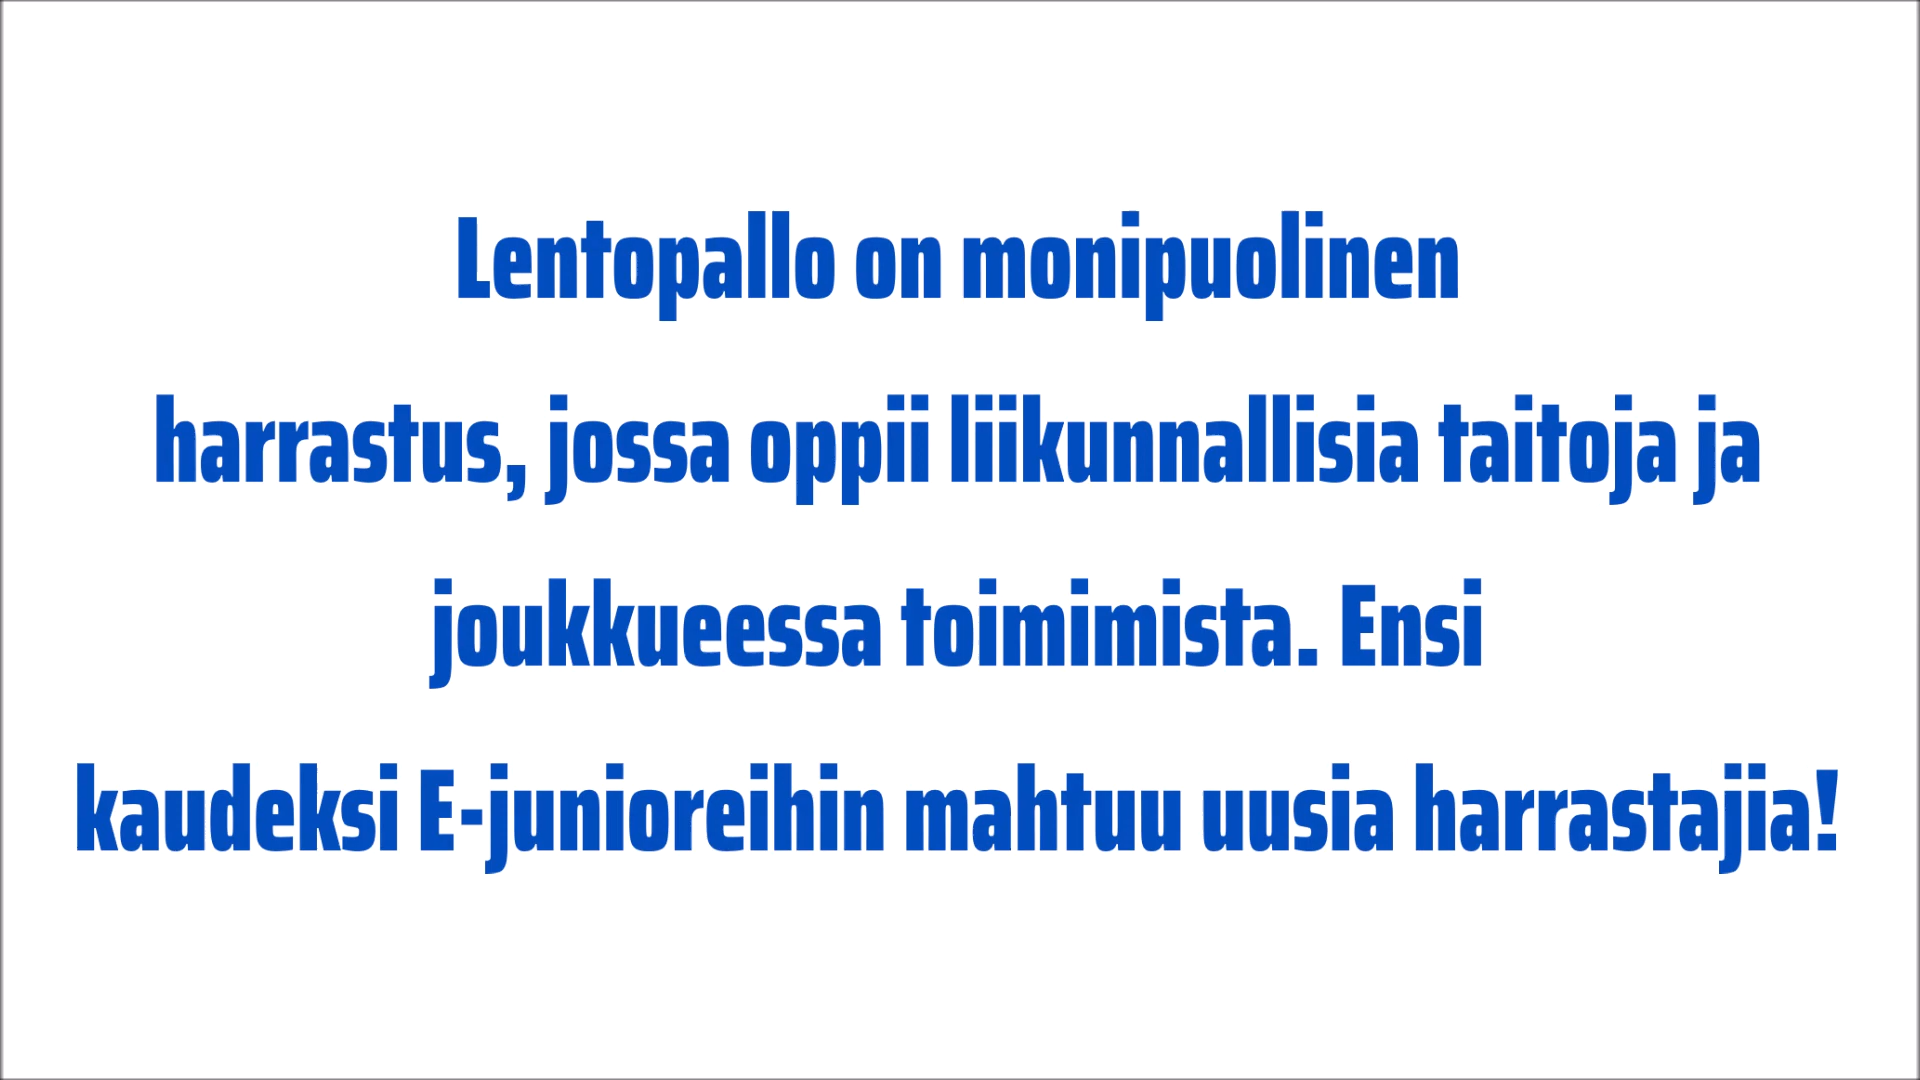 Lentopallo on monipuolinen
harrastus, jossa oppii liikunnallisia taitoja ja
joukkueessa toimimista. Ensi
kaudeksi E-junioreihin mahtuu uusia harrastajia!